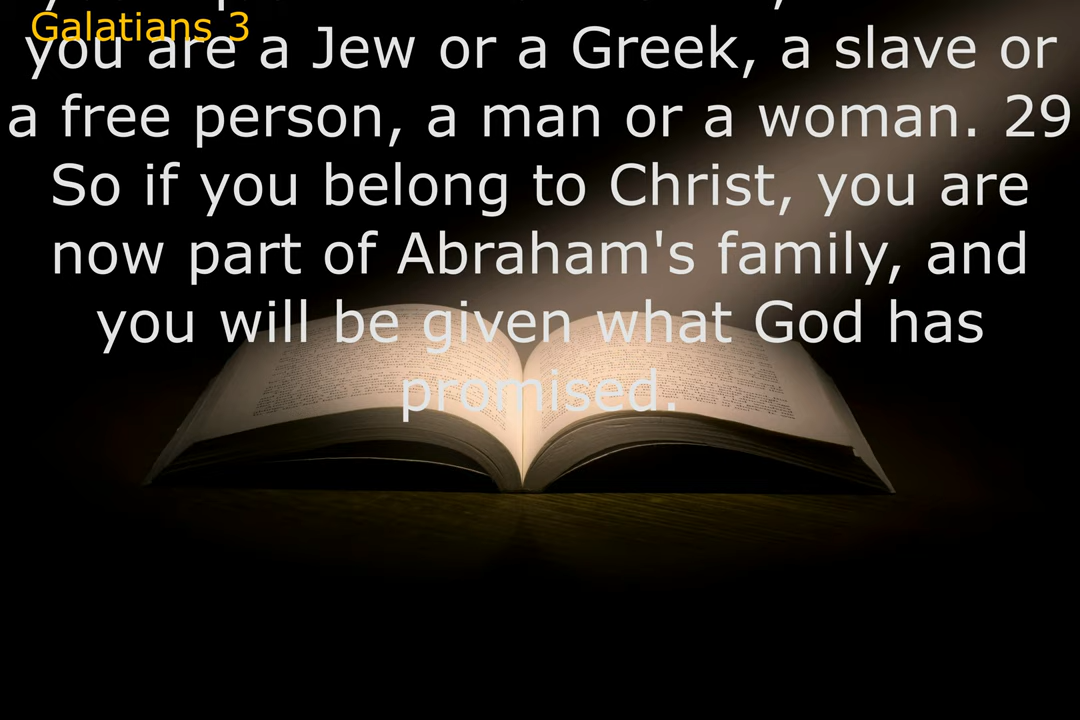 Galatians 3
you are a Jew or a Greek, a slave or
a free person, a man or a woman. 29
So if you belong to Christ, you are
now part of Abraham's family, and
you will be given what God has
promised.